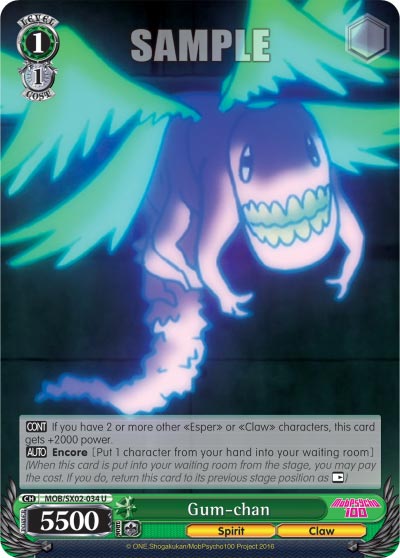 LEVEL
1
1
COST
SAMPLE
CONT If you have 2 or more other «Esper» or «Claw» characters, this card
gets +2000 power.
AUTO Encore [Put 1 character from your hand into your waiting room]
(When this card is put into your waiting room from the stage, you may pay
the cost. If you do, return this card to its previous stage position as
CH MOB/SX02-034 U
Gum-chan
MobPsycho
100
POWER
5500
Spirit
Claw
© ONE,Shogakukan/MobPsycho100 Project 2016